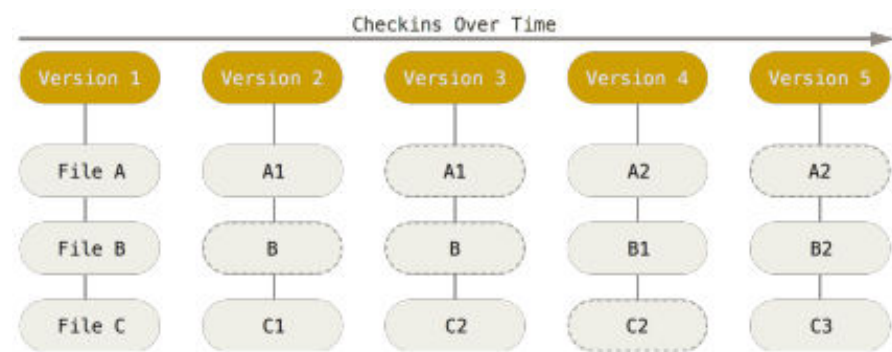 Checkins Over Time
Version 1 Version 2 Version 3 Version 4 Version 5
File A A1 A1 A2 A2
File B B B B1 B2
File C C1 C2 C2 C3